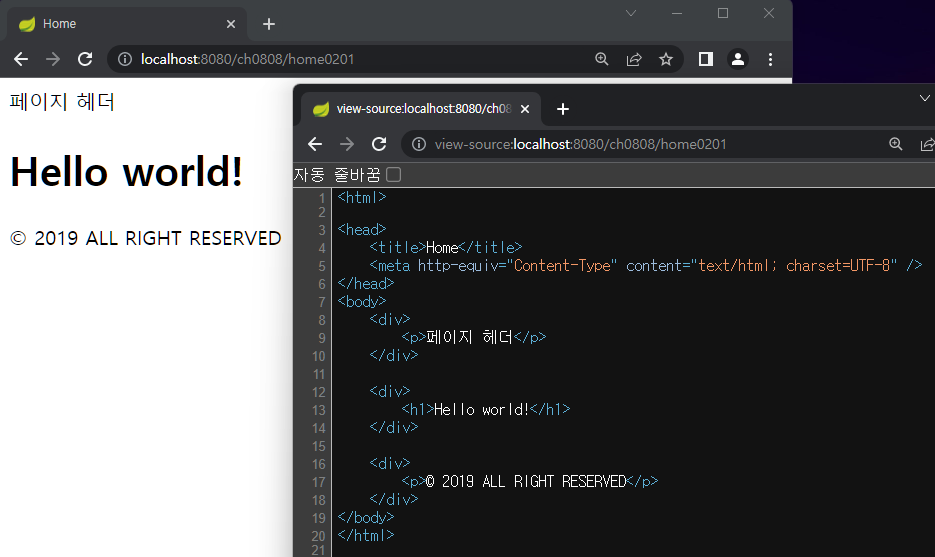 Home
localhost:8080/ch0808/home0201
페이지 헤더
Hello world!
© 2019 ALL RIGHT RESERVED
view-source:localhost:8080/ch08
view-source:localhost:8080/ch0808/home0201
자동 줄바꿈
1 <html>
2
3 <head>
4 <title>Home</title>
5 <meta http-equiv="Content-Type" content="text/html; charset=UTF-8" />
6 </head>
7 <body>
8 <div>
9 <p>페이지 헤더</p>
10 </div>
11
12 <div>
13 <h1>Hello world!</h1>
14 </div>
15
16 <div>
17 <p>© 2019 ALL RIGHT RESERVED</p>
18 </div>
19 </body>
20 </html>
21